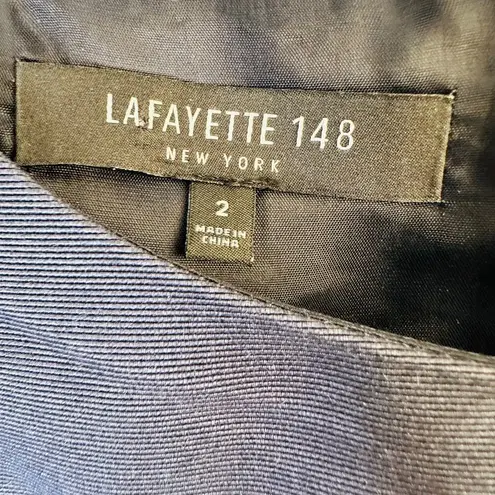 LAFAYETTE 148
NEW YORK
2
MADE IN
CHINA